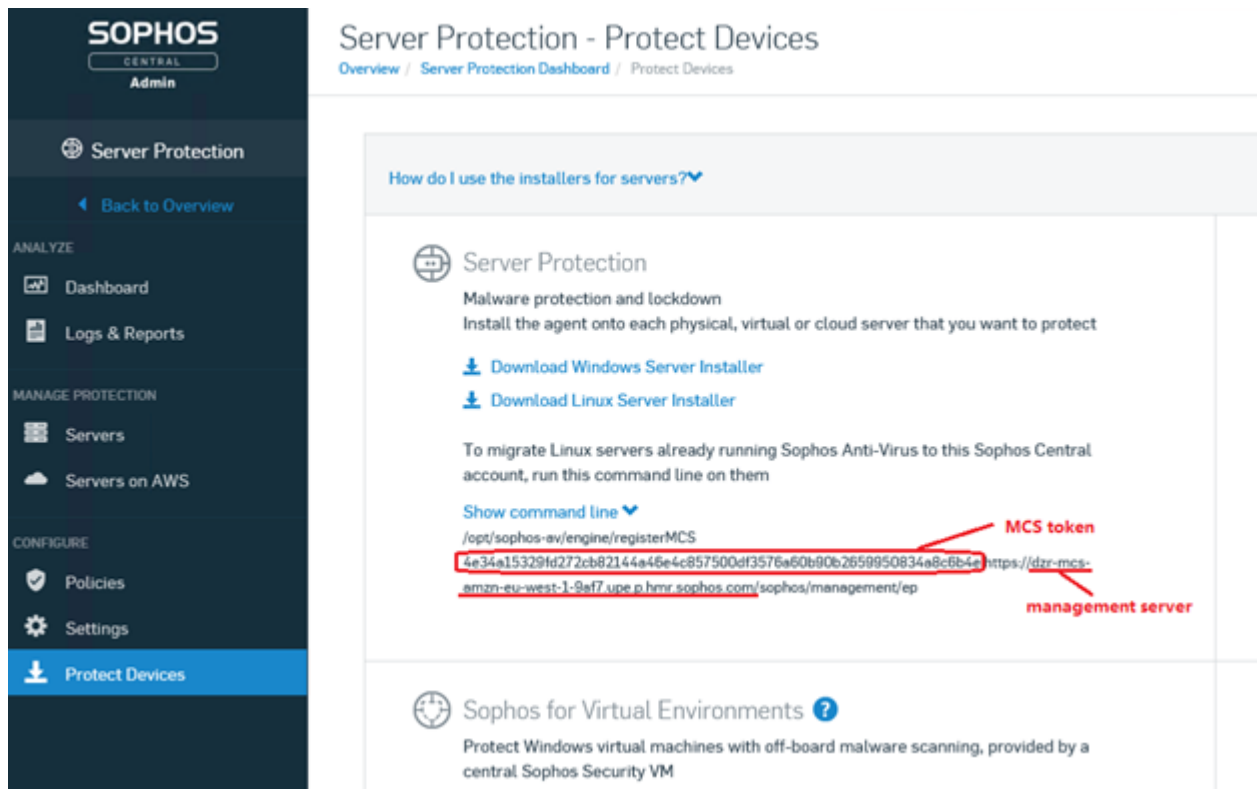 SOPHOS
CENTRAL
Admin
Server Protection
Back to Overview
ANALYZE
Dashboard
Logs & Reports
MANAGE PROTECTION
Servers
Servers on AWS
CONFIGURE
Policies
Settings
Protect Devices
Server Protection - Protect Devices
Overview / Server Protection Dashboard / Protect Devices
How do I use the installers for servers?
Server Protection
Malware protection and lockdown
Install the agent onto each physical, virtual or cloud server that you want to protect
Download Windows Server Installer
Download Linux Server Installer
To migrate Linux servers already running Sophos Anti-Virus to this Sophos Central
account, run this command line on them
Show command line
MCS token
/opt/sophos-av/engine/registerMCS
4e34a15329fd272cb82144a46e4c857500df3576a60b90b2659950834a8c6b4e https://dzr-mcs-
amzn-eu-west-1-9af7.upe.p.hmr.sophos.com/sophos/management/ep
management server
Sophos for Virtual Environments ?
Protect Windows virtual machines with off-board malware scanning, provided by a
central Sophos Security VM